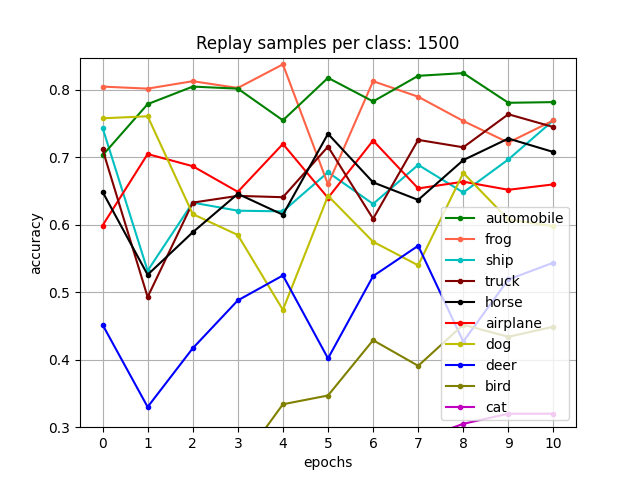 Replay samples per class: 1500
accuracy
0.8
0.7
0.6
0.5
0.4
0.3
automobile
frog
ship
truck
horse
airplane
dog
deer
bird
cat
0 1 2 3 4 5 6 7 8 9 10
epochs